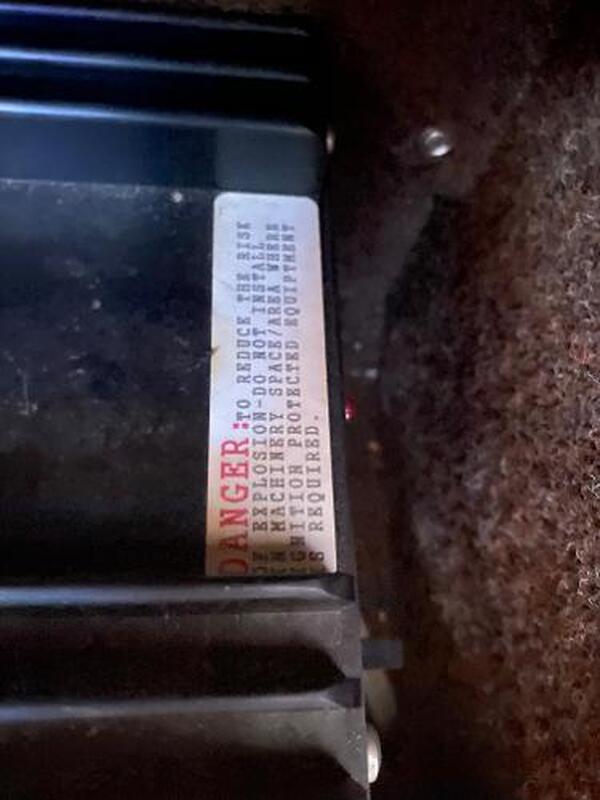 DANGER:TO REDUCE THE RISK
OF EXPLOSION-DO NOT INSTALL
IN MACHINERY SPACE/AREA WHERE
IGNITION PROTECTED EQUIPTMENT
IS REQUIRED.